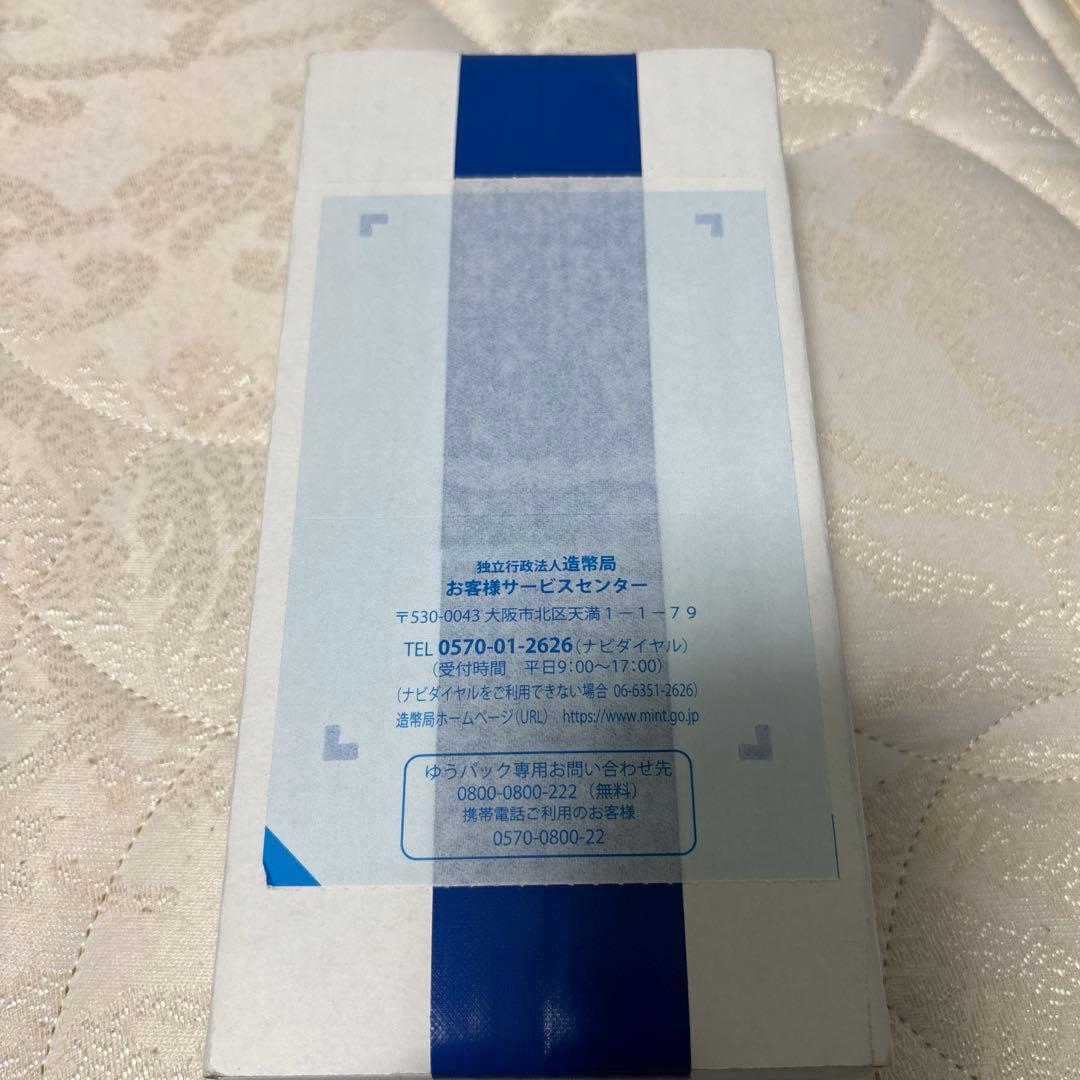 独立行政法人造幣局
お客様サービスセンター
〒530-0043 大阪市北区天満1−1−79
TEL 0570-01-2626(ナビダイヤル)
(受付時間　平日9:00〜17:00)
(ナビダイヤルをご利用できない場合 06-6351-2626)
造幣局ホームページ(URL)　https://www.mint.go.jp
ゆうパック専用お問い合わせ先
0800-0800-222(無料)
携帯電話ご利用のお客様
0570-0800-22